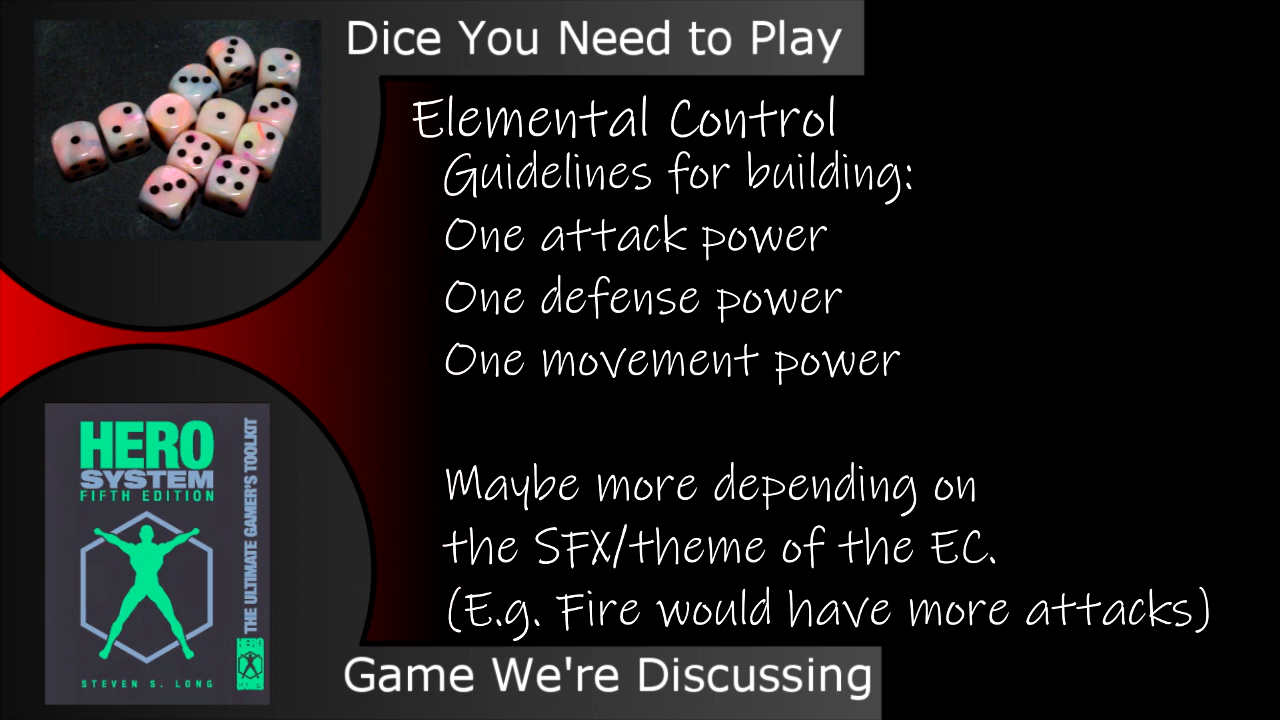 Dice You Need to Play
Elemental Control
Guidelines for building:
One attack power
One defense power
One movement power
Maybe more depending on
the SFX/theme of the EC.
(E.g. Fire would have more attacks)
HERO
SYSTEM
FIFTH EDITION
THE ULTIMATE GAMER'S TOOLKIT
HERO
STEVEN S. LONG
Game We're Discussing